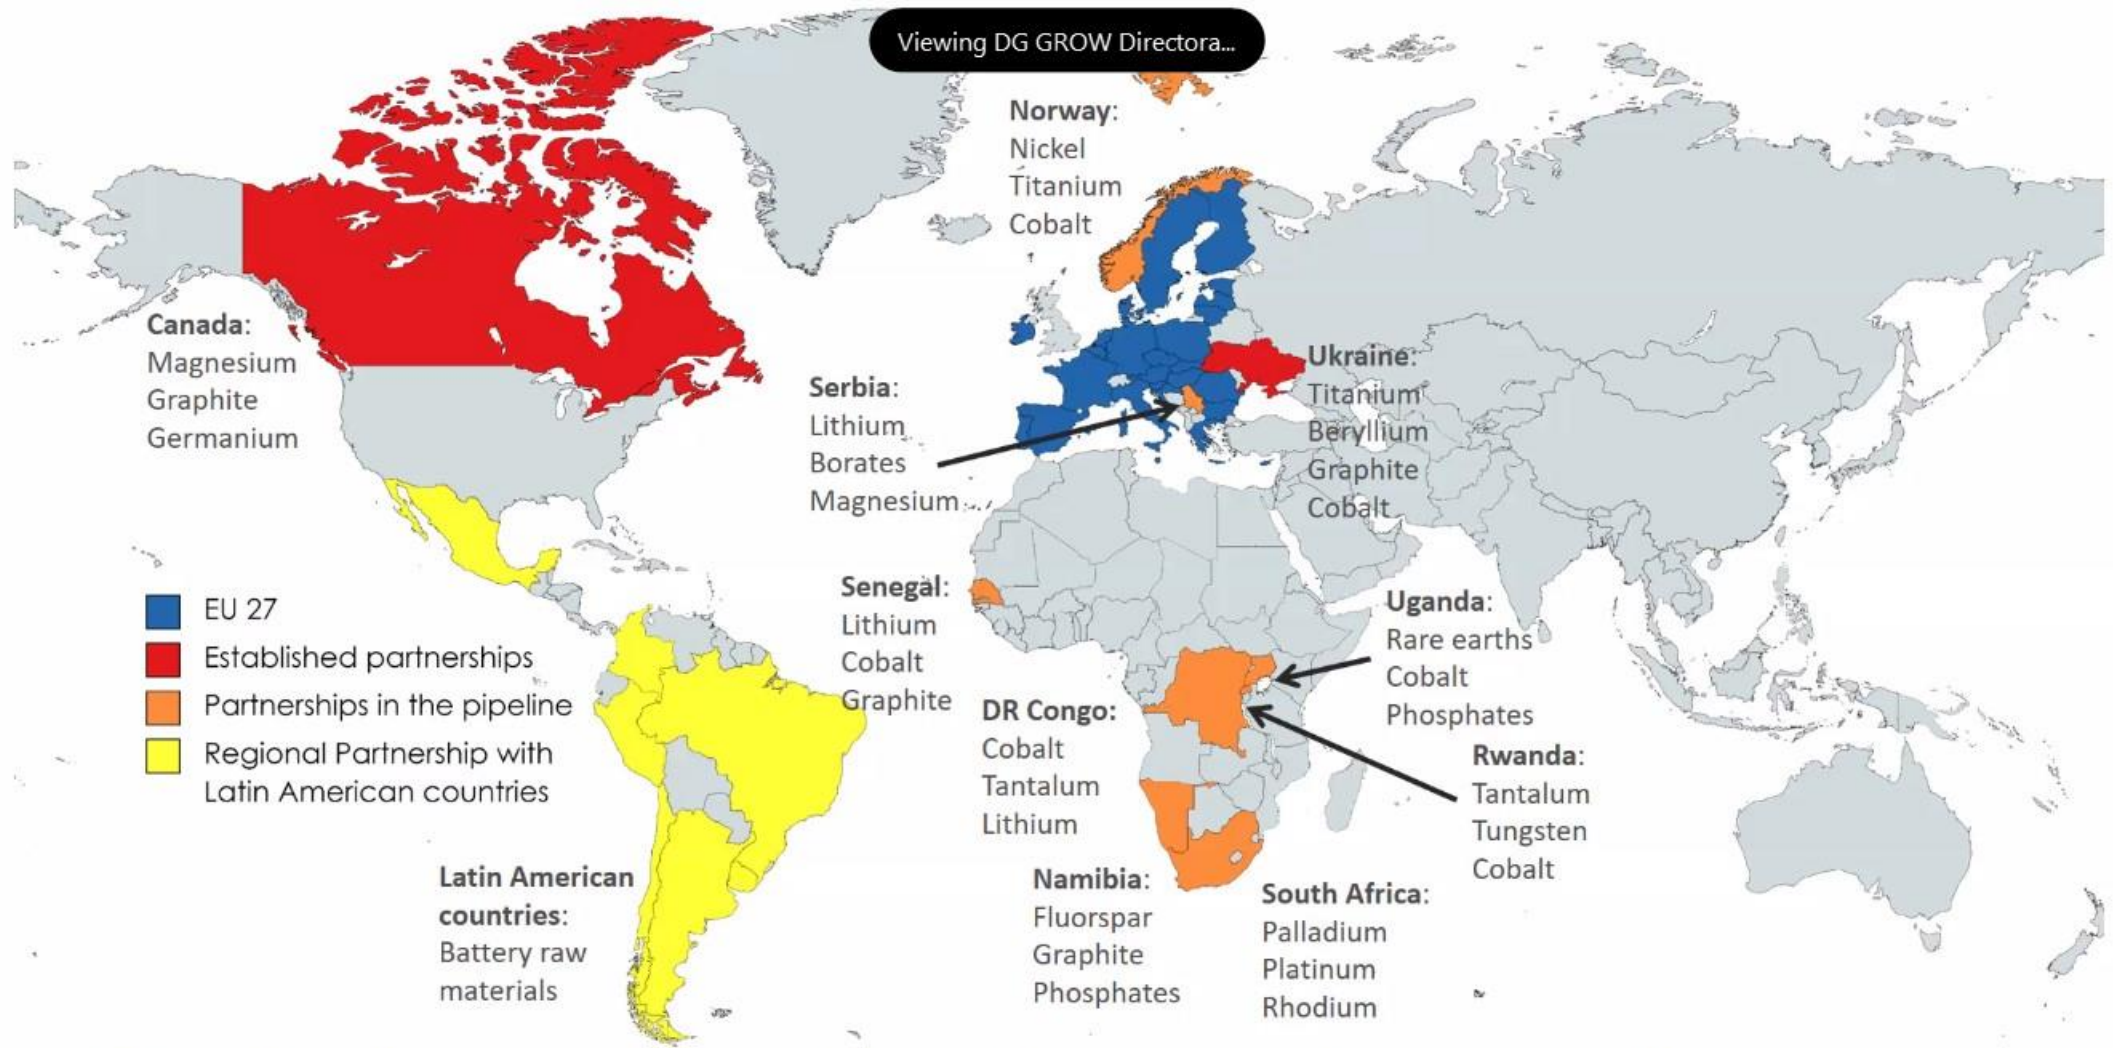 Viewing DG GROW Directora...
Norway:
Nickel
Titanium
Cobalt
Canada:
Magnesium
Graphite
Germanium
Serbia:
Lithium
Borates
Magnesium
Ukraine:
Titanium
Beryllium
Graphite
Cobalt
EU 27
Established partnerships
Partnerships in the pipeline
Regional Partnership with
Latin American countries
Senegal:
Lithium
Cobalt
Graphite
Uganda:
Rare earths
Cobalt
Phosphates
DR Congo:
Cobalt
Tantalum
Lithium
Rwanda:
Tantalum
Tungsten
Cobalt
Latin American
countries:
Battery raw
materials
Namibia:
Fluorspar
Graphite
Phosphates
South Africa:
Palladium
Platinum
Rhodium